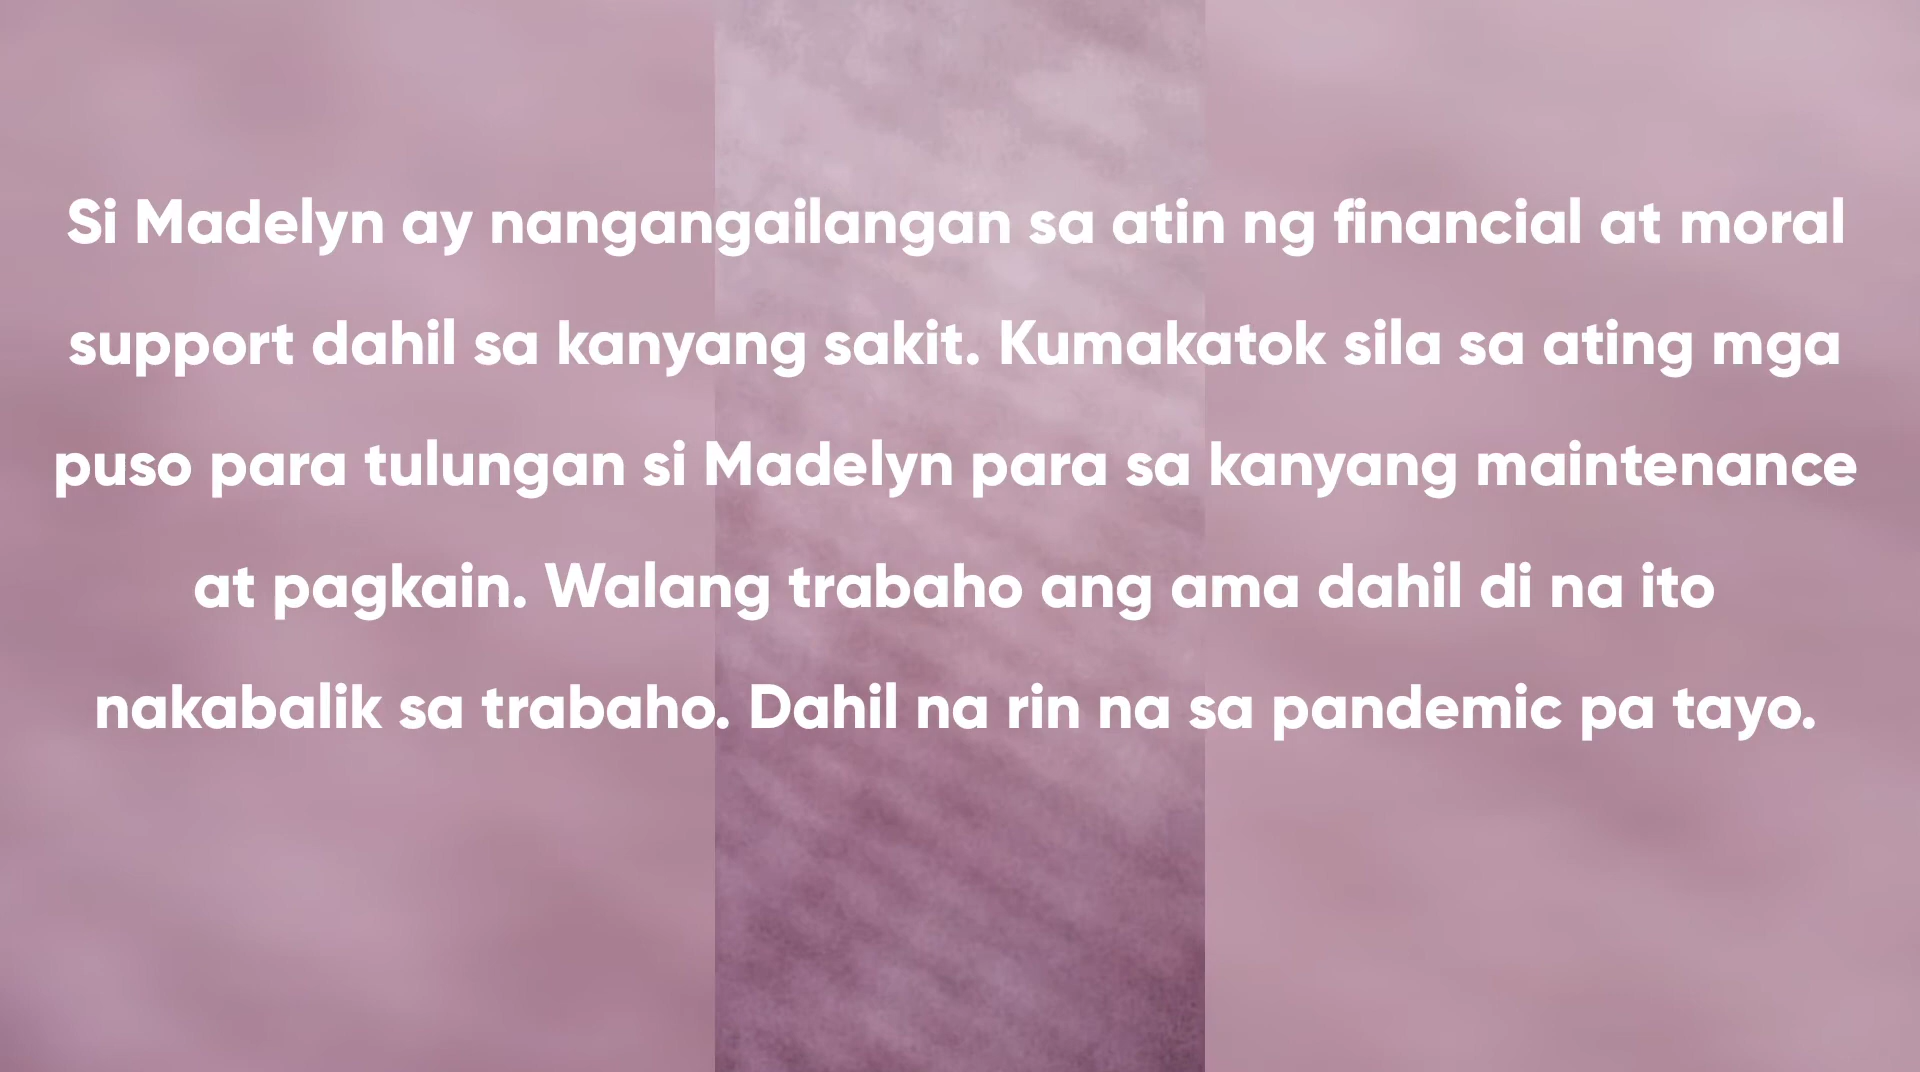 Si Madelyn ay nangangailangan sa atin ng financial at moral
support dahil sa kanyang sakit. Kumakatok sila sa ating mga
puso para tulungan si Madelyn para sa kanyang maintenance
at pagkain. Walang trabaho ang ama dahil di na ito
nakabalik sa trabaho. Dahil na rin na sa pandemic pa tayo.